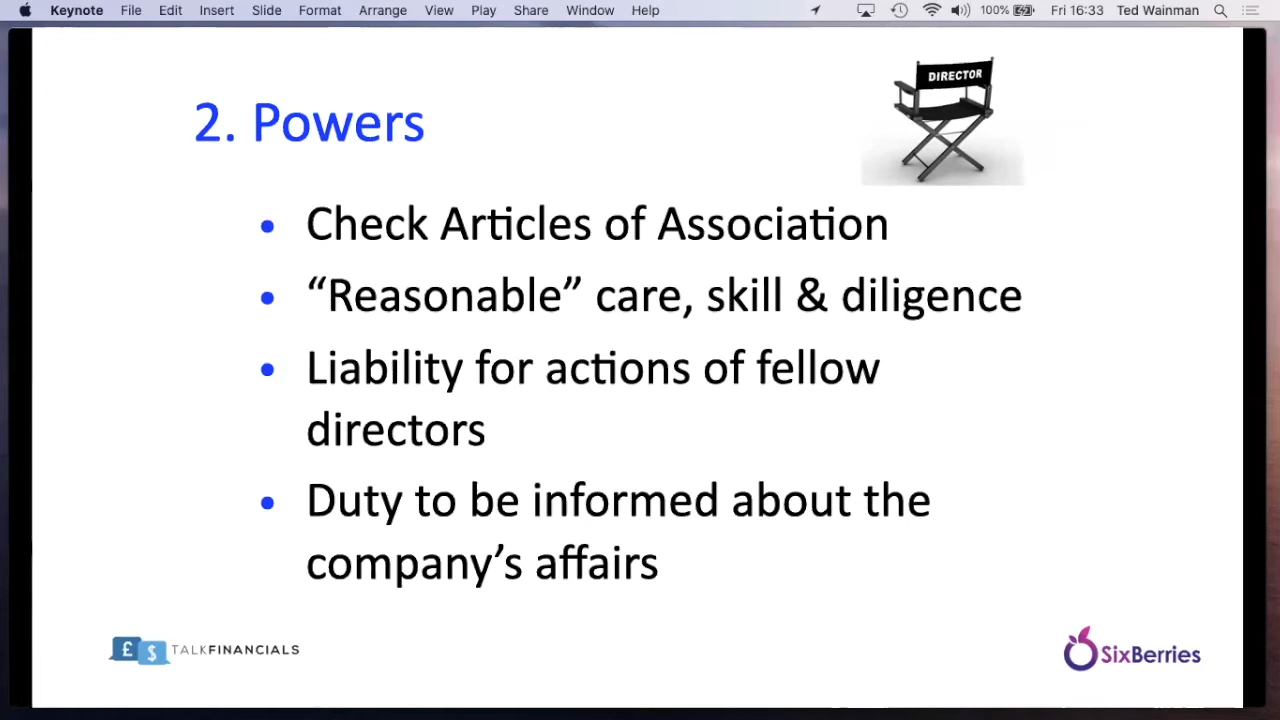 Keynote File Edit Insert Slide Format Arrange View Play Share Window Help 100% Fri 16:33 Ted Wainman
DIRECTOR
2. Powers
• Check Articles of Association
• “Reasonable” care, skill & diligence
• Liability for actions of fellow
directors
• Duty to be informed about the
company’s affairs
£ $ TALKFINANCIALS
SixBerries